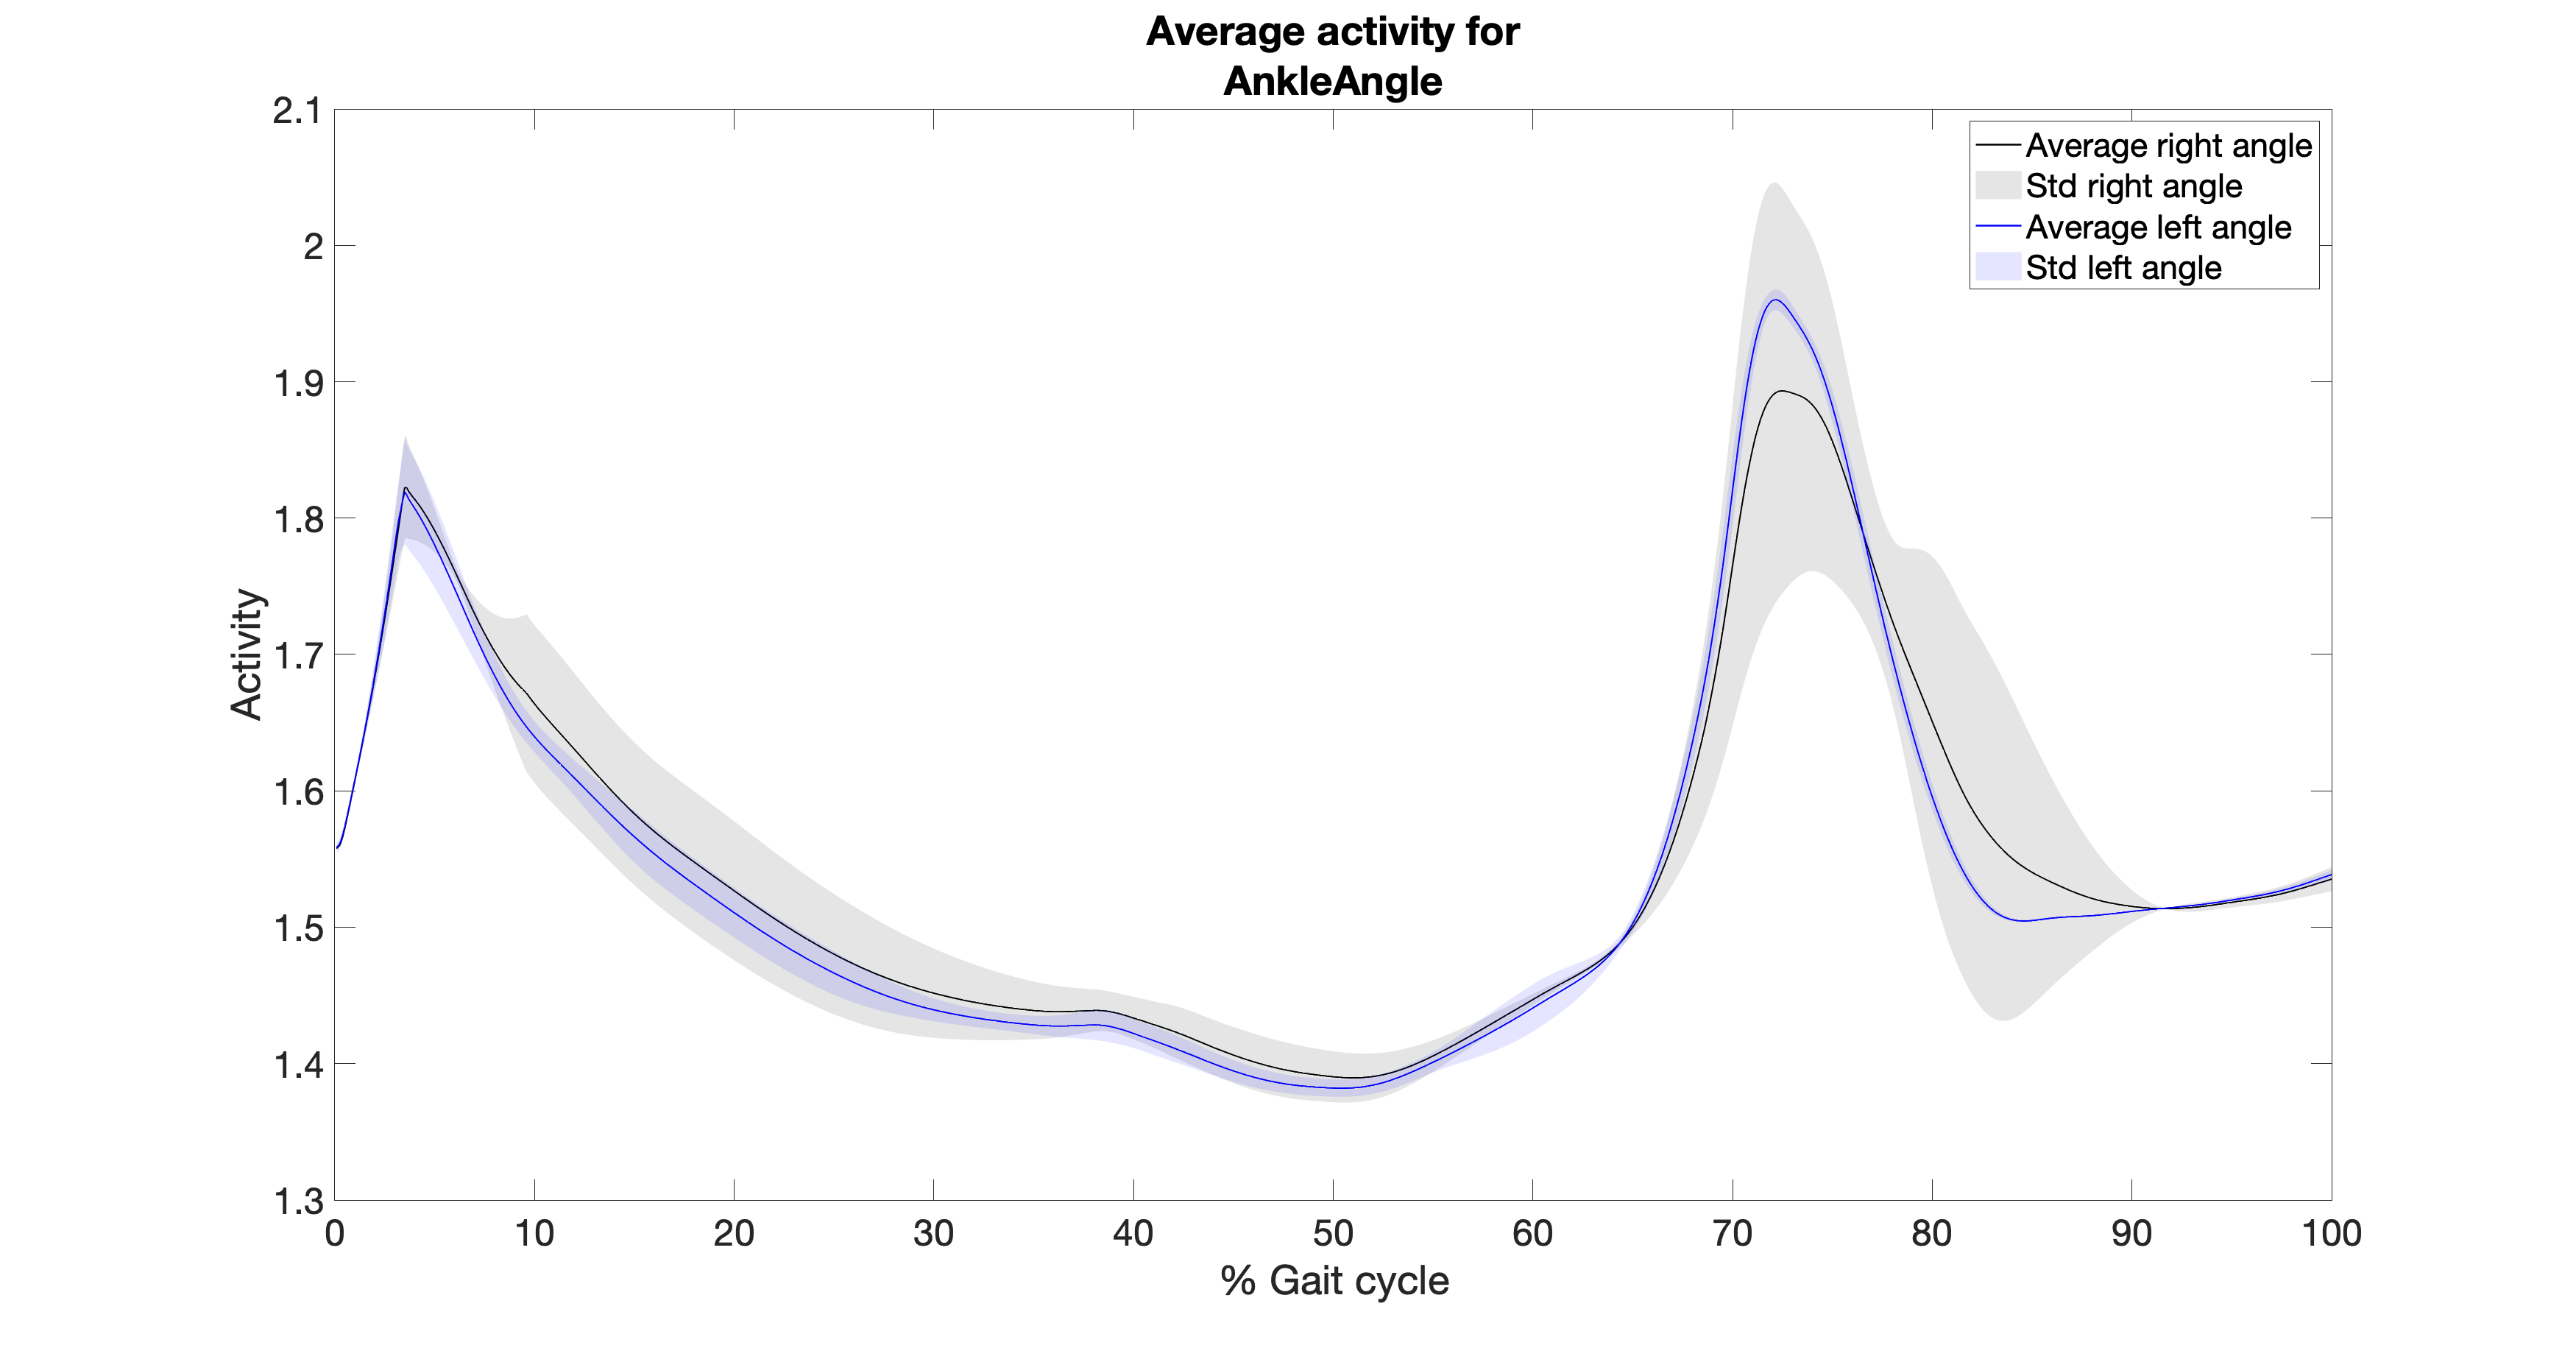 Average activity for
AnkleAngle
2.1
2
1.9
1.8
1.7
1.6
1.5
1.4
1.3
Activity
Average right angle
Std right angle
Average left angle
Std left angle
0 10 20 30 40 50 60 70 80 90 100
% Gait cycle